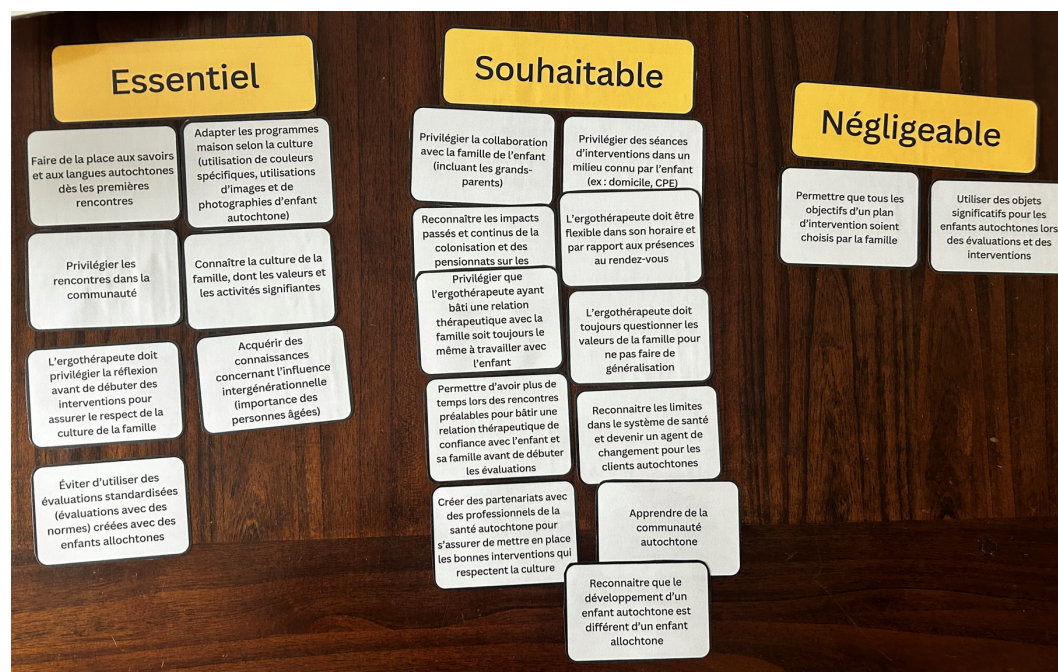 Essentiel
Faire de la place aux savoirs
et aux langues autochtones
dès les premières
rencontres
Adapter les programmes
maison selon la culture
(utilisation de couleurs
spécifiques, utilisations
d'images et de
photographies d'enfant
autochtone)
Privilégier les
rencontres dans la
communauté
Connaître la culture de la
famille, dont les valeurs et
les activités signifiantes
L'ergothérapeute doit
privilégier la réflexion
avant de débuter des
interventions pour
assurer le respect de la
culture de la famille
Acquérir des
connaissances
concernant l'influence
intergénérationnelle
(importance des
personnes âgées)
Éviter d'utiliser des
évaluations standardisées
(évaluations avec des
normes) créées avec des
enfants allochtones
Souhaitable
Privilégier la collaboration
avec la famille de l'enfant
(incluant les grands-
parents)
Privilégier des séances
d'interventions dans un
milieu connu par l'enfant
(ex : domicile, CPE)
Reconnaître les impacts
passés et continus de la
colonisation et des
pensionnats sur les
L'ergothérapeute doit être
flexible dans son horaire et
par rapport aux présences
au rendez-vous
Privilégier que
l'ergothérapeute ayant
bâti une relation
thérapeutique avec la
famille soit toujours le
même à travailler avec
l'enfant
L'ergothérapeute doit
toujours questionner les
valeurs de la famille pour
ne pas faire de
généralisation
Permettre d'avoir plus de
temps lors des rencontres
préalables pour bâtir une
relation thérapeutique de
confiance avec l'enfant et
sa famille avant de débuter
les évaluations
Reconnaitre les limites
dans le système de santé
et devenir un agent de
changement pour les
clients autochtones
Créer des partenariats avec
des professionnels de la
santé autochtone pour
s'assurer de mettre en place
les bonnes interventions qui
respectent la culture
Apprendre de la
communauté
autochtone
Reconnaitre que le
développement d'un
enfant autochtone est
différent d'un enfant
allochtone
Négligeable
Permettre que tous les
objectifs d'un plan
d'intervention soient
choisis par la famille
Utiliser des objets
significatifs pour les
enfants autochtones lors
des évaluations et des
interventions